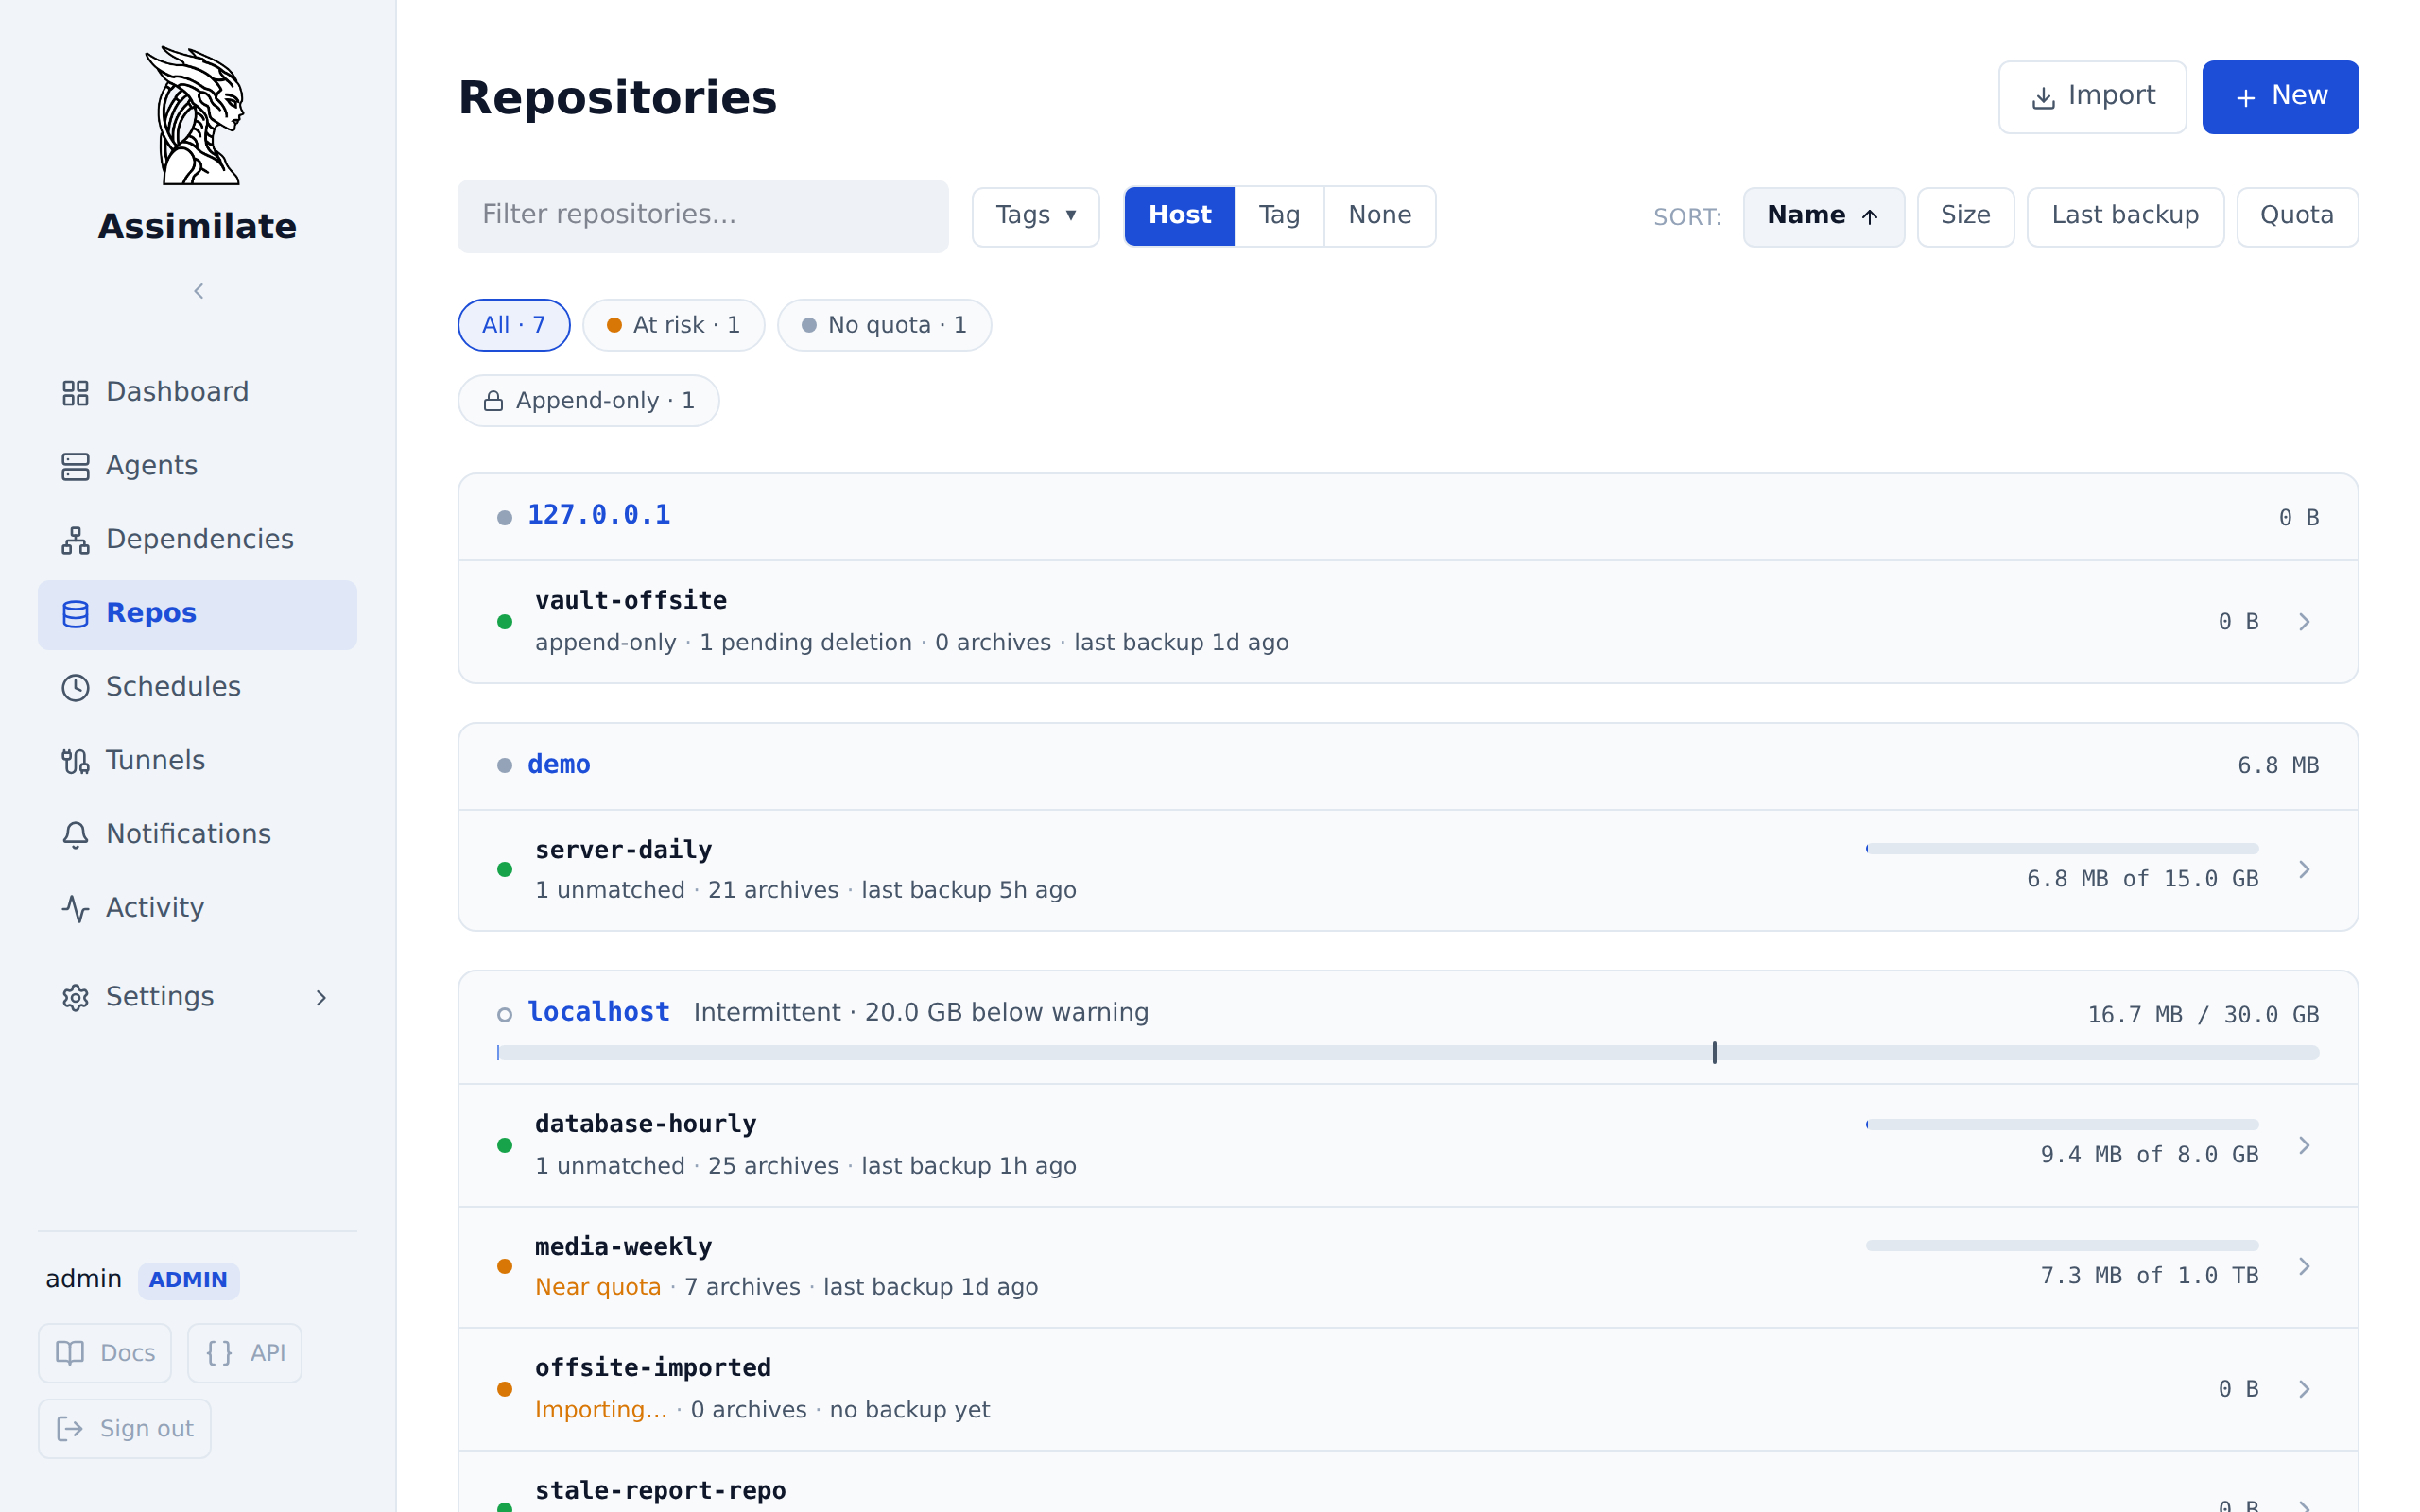 Assimilate
Dashboard
Agents
Dependencies
Repos
Schedules
Tunnels
Notifications
Activity
Settings
admin ADMIN
Docs API
Sign out
Repositories
Import
New
Filter repositories...
Tags
Host Tag None
SORT: Name Size Last backup Quota
All · 7 At risk · 1 No quota · 1
Append-only · 1
127.0.0.1 0 B
vault-offsite
append-only · 1 pending deletion · 0 archives · last backup 1d ago 0 B
demo 6.8 MB
server-daily
1 unmatched · 21 archives · last backup 5h ago 6.8 MB of 15.0 GB
localhost Intermittent · 20.0 GB below warning 16.7 MB / 30.0 GB
database-hourly
1 unmatched · 25 archives · last backup 1h ago 9.4 MB of 8.0 GB
media-weekly
Near quota · 7 archives · last backup 1d ago 7.3 MB of 1.0 TB
offsite-imported
Importing... · 0 archives · no backup yet 0 B
stale-report-repo
0 B